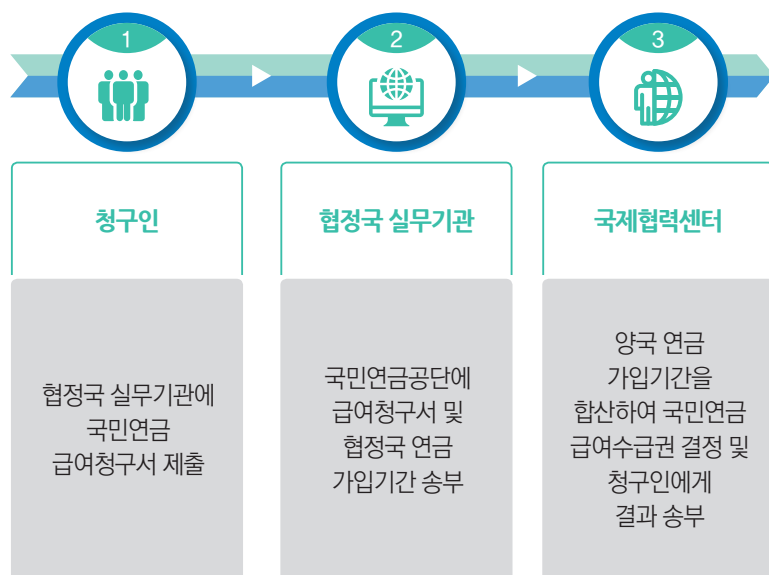 1
청구인
협정국 실무기관에
국민연금
급여청구서 제출
2
협정국 실무기관
국민연금공단에
급여청구서 및
협정국 연금
가입기간 송부
3
국제협력센터
양국 연금
가입기간을
합산하여 국민연금
급여수급권 결정 및
청구인에게
결과 송부